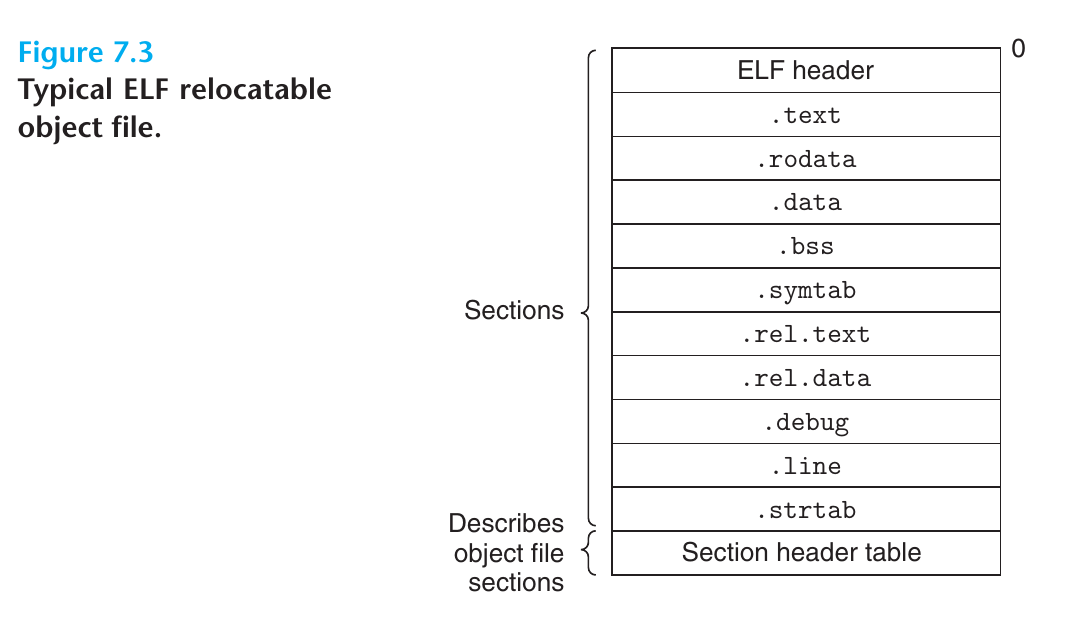 Figure 7.3
Typical ELF relocatable
object file.
0
ELF header
.text
.rodata
.data
.bss
.symtab
.rel.text
.rel.data
.debug
.line
.strtab
Section header table
Sections
Describes
object file
sections